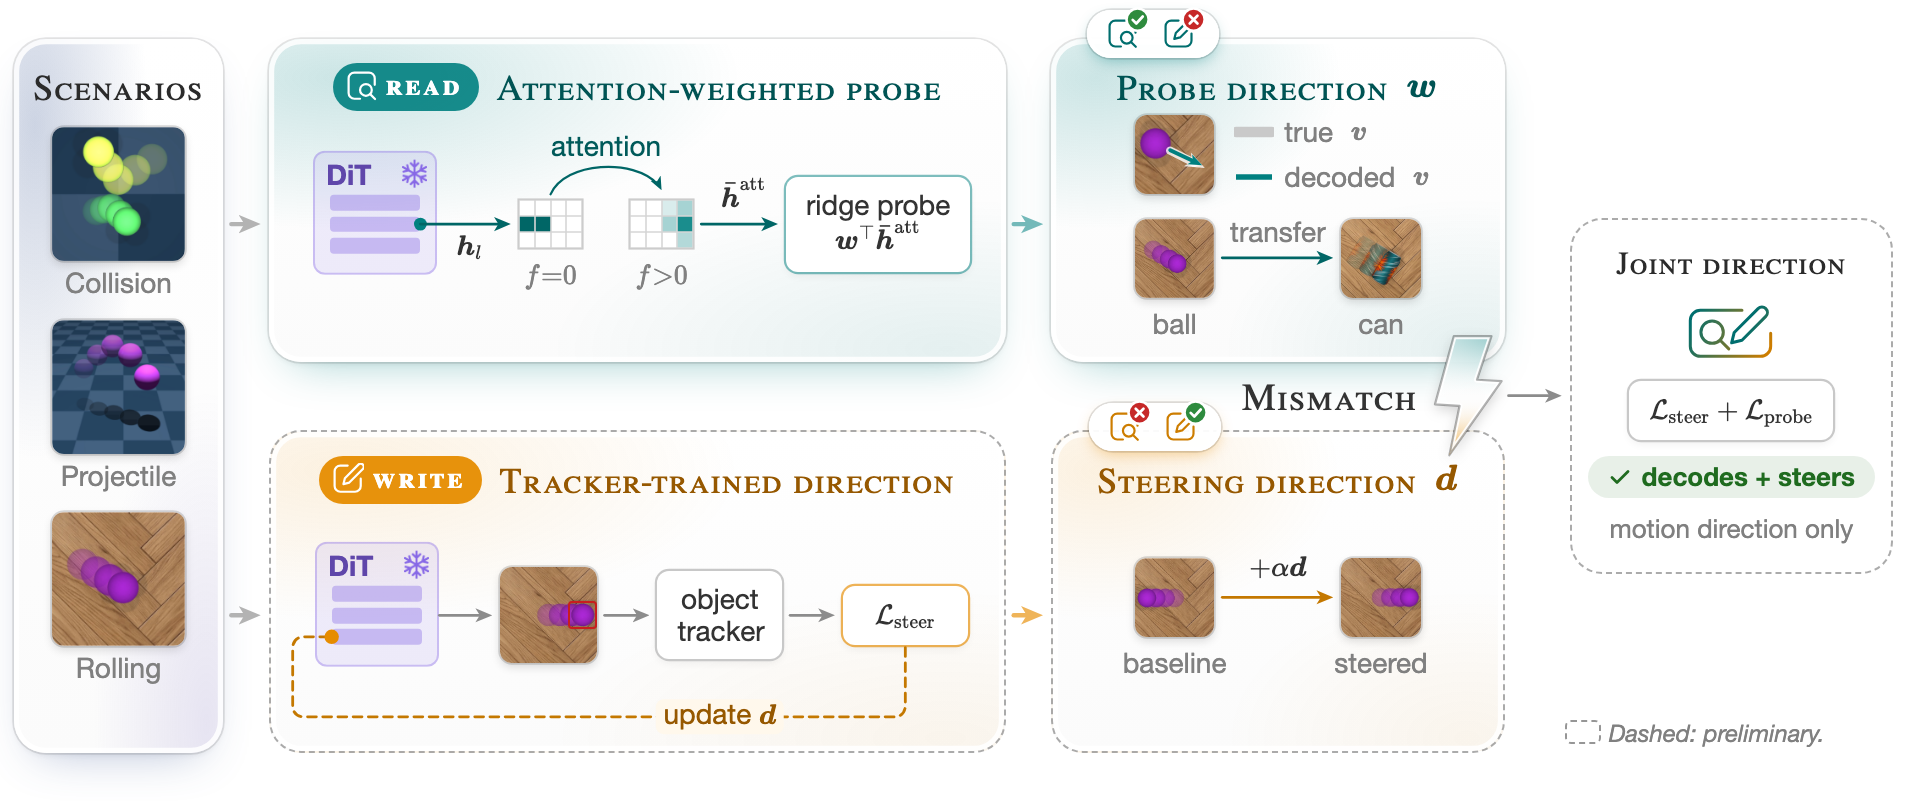 SCENARIOS
Collision
Projectile
Rolling
READ
ATTENTION-WEIGHTED PROBE
DiT
attention
h_l
f=0
f>0
h̄^att
ridge probe
w^⊤ h̄^att
PROBE DIRECTION w
true v
decoded v
transfer
ball
can
MISMATCH
WRITE
TRACKER-TRAINED DIRECTION
DiT
object
tracker
ℒ_steer
update d
STEERING DIRECTION d
+αd
baseline
steered
JOINT DIRECTION
ℒ_steer + ℒ_probe
✓ decodes + steers
motion direction only
Dashed: preliminary.